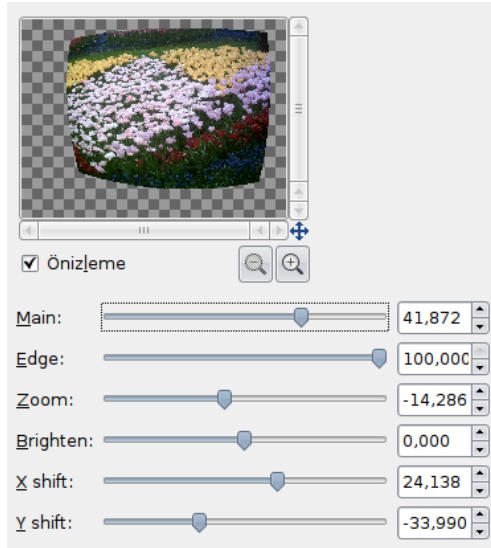 Önizleme
Main: 41,872
Edge: 100,000
Zoom: -14,286
Brighten: 0,000
X shift: 24,138
Y shift: -33,990